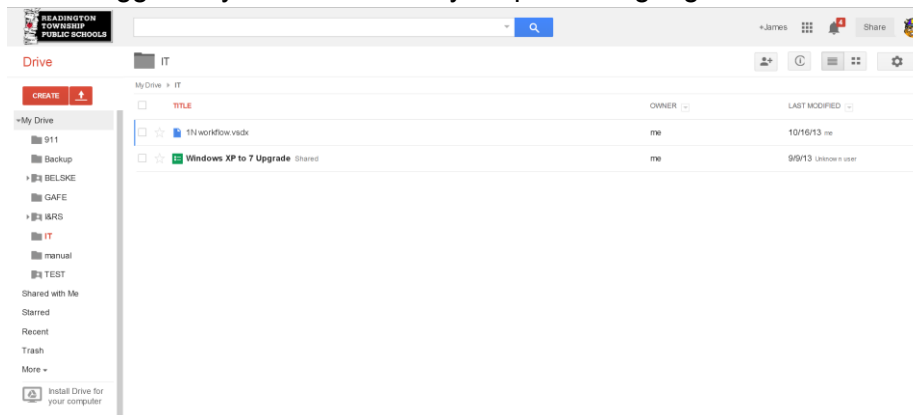 READINGTON
TOWNSHIP
PUBLIC SCHOOLS
+James
4
Share
Drive
IT
CREATE
My Drive > IT
TITLE
OWNER
LAST MODIFIED
My Drive
1N workflow.vsdx
me
10/16/13 me
911
Backup
Windows XP to 7 Upgrade Shared
me
9/9/13 Unknown user
BELSKE
GAFE
I&RS
IT
manual
TEST
Shared with Me
Starred
Recent
Trash
More
Install Drive for
your computer